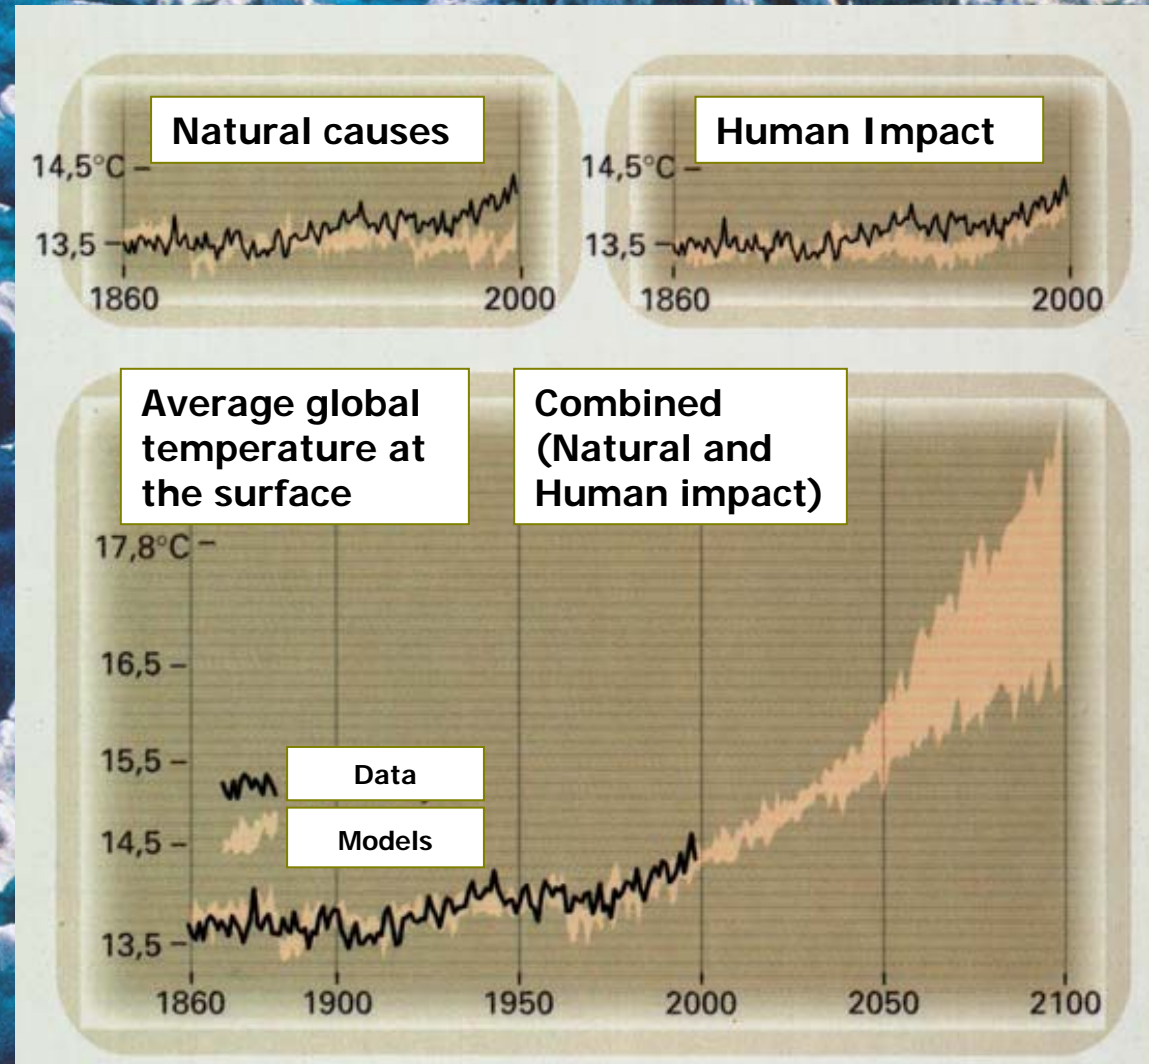 Natural causes
14,5°C
13,5
1860
2000
Human Impact
14,5°C
13,5
1860
2000
Average global
temperature at
the surface
Combined
(Natural and
Human impact)
17,8°C
16,5
15,5
14,5
13,5
Data
Models
1860
1900
1950
2000
2050
2100